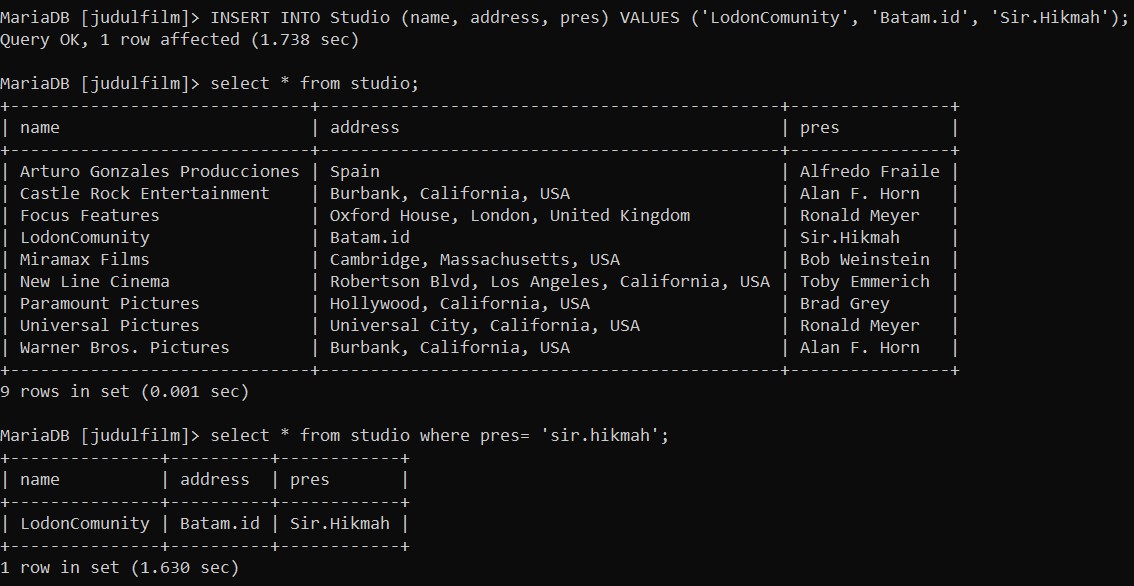 MariaDB [judulfilm]> INSERT INTO Studio (name, address, pres) VALUES ('LodonComunity', 'Batam.id', 'Sir.Hikmah');
Query OK, 1 row affected (1.738 sec)

MariaDB [judulfilm]> select * from studio;
+------------------------------+----------------------------------------------+----------------+
| name                         | address                                      | pres           |
+------------------------------+----------------------------------------------+----------------+
| Arturo Gonzales Producciones | Spain                                        | Alfredo Fraile |
| Castle Rock Entertainment    | Burbank, California, USA                     | Alan F. Horn   |
| Focus Features               | Oxford House, London, United Kingdom         | Ronald Meyer   |
| LodonComunity                | Batam.id                                     | Sir.Hikmah     |
| Miramax Films                | Cambridge, Massachusetts, USA                | Bob Weinstein  |
| New Line Cinema              | Robertson Blvd, Los Angeles, California, USA | Toby Emmerich  |
| Paramount Pictures           | Hollywood, California, USA                   | Brad Grey      |
| Universal Pictures           | Universal City, California, USA              | Ronald Meyer   |
| Warner Bros. Pictures        | Burbank, California, USA                     | Alan F. Horn   |
+------------------------------+----------------------------------------------+----------------+
9 rows in set (0.001 sec)

MariaDB [judulfilm]> select * from studio where pres= 'sir.hikmah';
+---------------+----------+------------+
| name          | address  | pres       |
+---------------+----------+------------+
| LodonComunity | Batam.id | Sir.Hikmah |
+---------------+----------+------------+
1 row in set (1.630 sec)